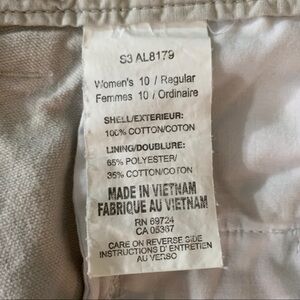 S3 AL8179
Women's 10 / Regular
Femmes 10 / Ordinaire
SHELL/EXTERIEUR:
100% COTTON/COTON
LINING/DOUBLURE:
65% POLYESTER/
35% COTTON/COTON
MADE IN VIETNAM
FABRIQUE AU VIETNAM
RN 69724
CA 05367
CARE ON REVERSE SIDE
INSTRUCTIONS D'ENTRETIEN
AU VERSO